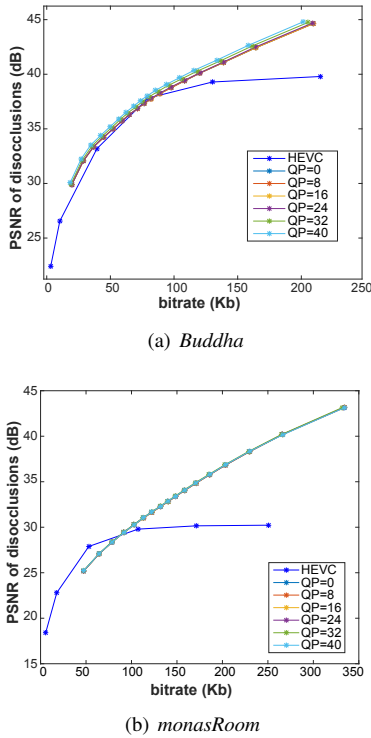 45
40
35
30
25
PSNR of disocclusions (dB)
HEVC
QP=0
QP=8
QP=16
QP=24
QP=32
QP=40
0 50 100 150 200 250
bitrate (Kb)
(a) Buddha
45
40
35
30
25
20
15
PSNR of disocclusions (dB)
HEVC
QP=0
QP=8
QP=16
QP=24
QP=32
QP=40
0 50 100 150 200 250 300 350
bitrate (Kb)
(b) monasRoom